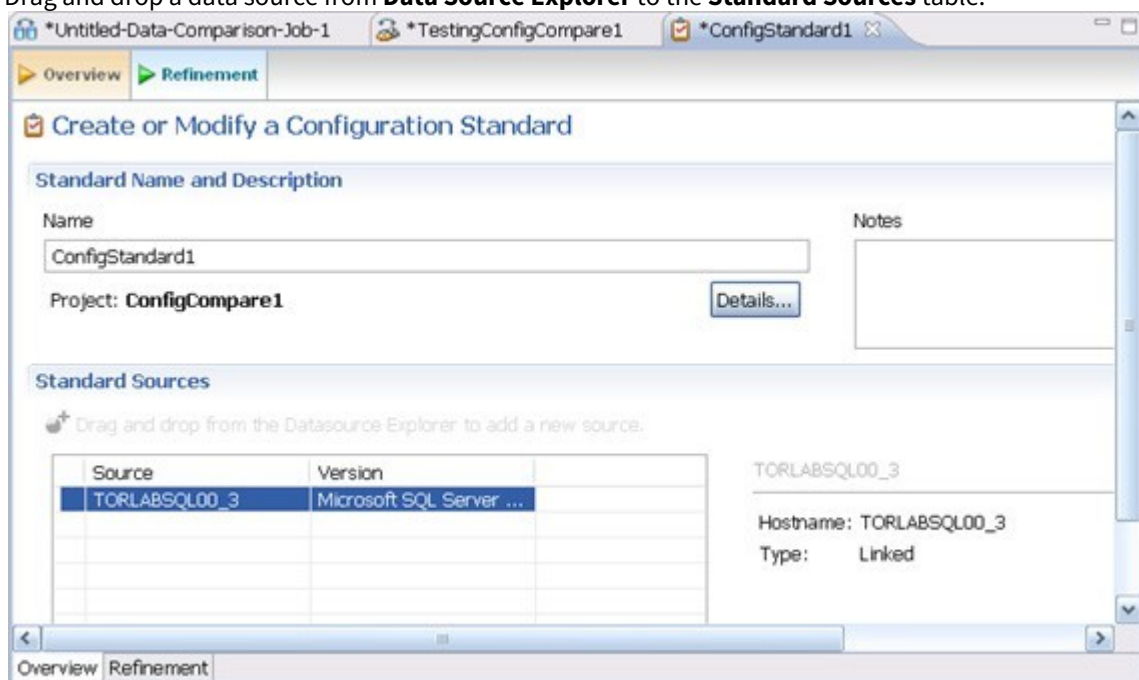 Drag and drop a data source from Data Source Explorer to the Standard Sources table.
*Untitled-Data-Comparison-Job-1 *TestingConfigCompare1 *ConfigStandard1
Overview Refinement
Create or Modify a Configuration Standard
Standard Name and Description
Name Notes
ConfigStandard1
Project: ConfigCompare1 Details...
Standard Sources
Drag and drop from the Datasource Explorer to add a new source.
Source Version TORLABSQL00_3
TORLABSQL00_3 Microsoft SQL Server ...
Hostname: TORLABSQL00_3
Type: Linked
Overview Refinement